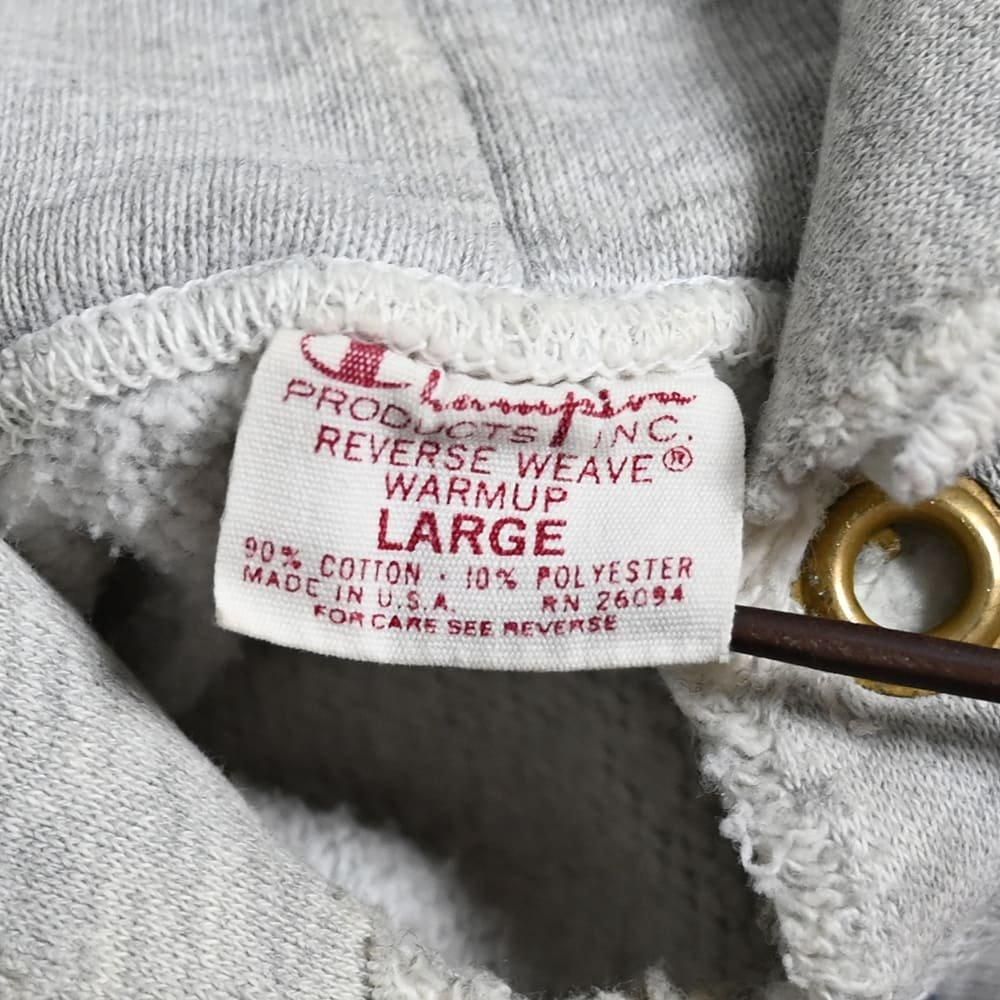 Champion
PRODUCTS, INC.
REVERSE WEAVE®
WARMUP
LARGE
90% COTTON · 10% POLYESTER
MADE IN U.S.A. RN 26094
FOR CARE SEE REVERSE